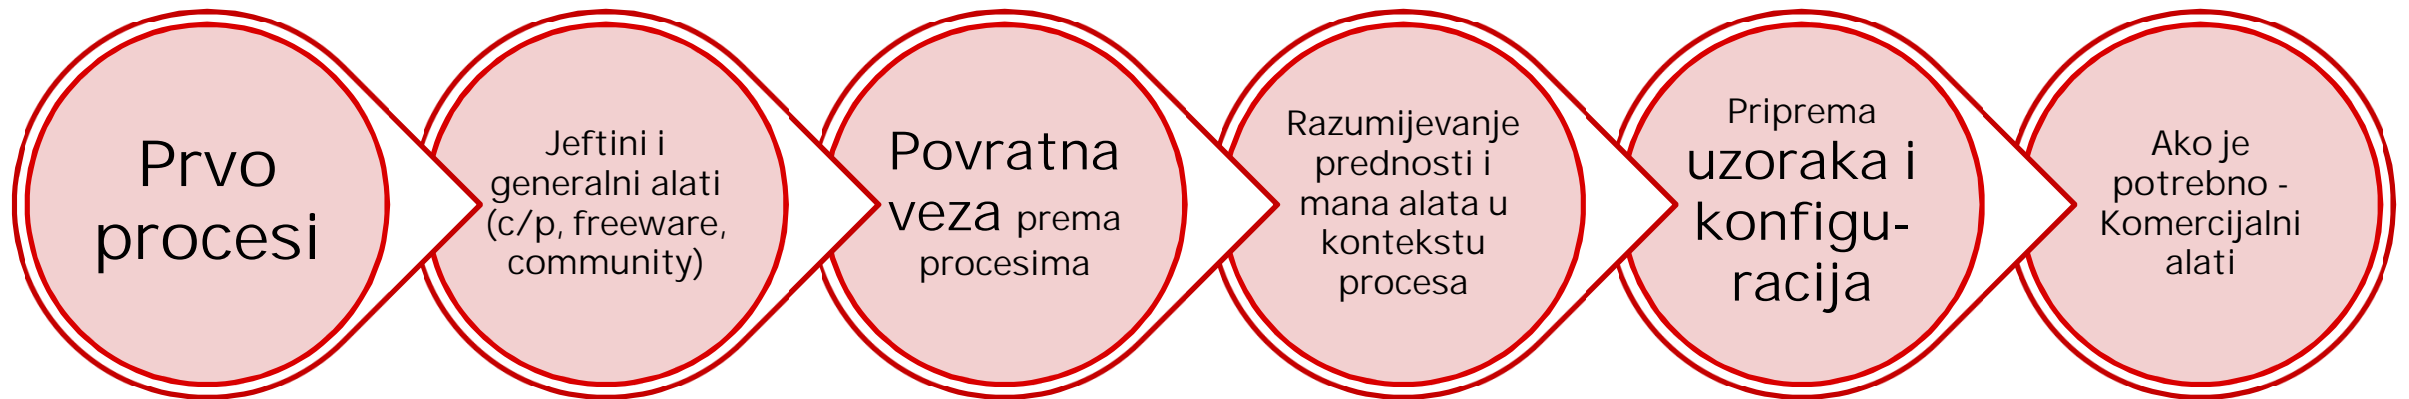 Prvo
procesi
Jeftini i
generalni alati
(c/p, freeware,
community)
Povratna
veza prema
procesima
Razumijevanje
prednosti i
mana alata u
kontekstu
procesa
Priprema
uzoraka i
konfigu-
racija
Ako je
potrebno -
Komercijalni
alati